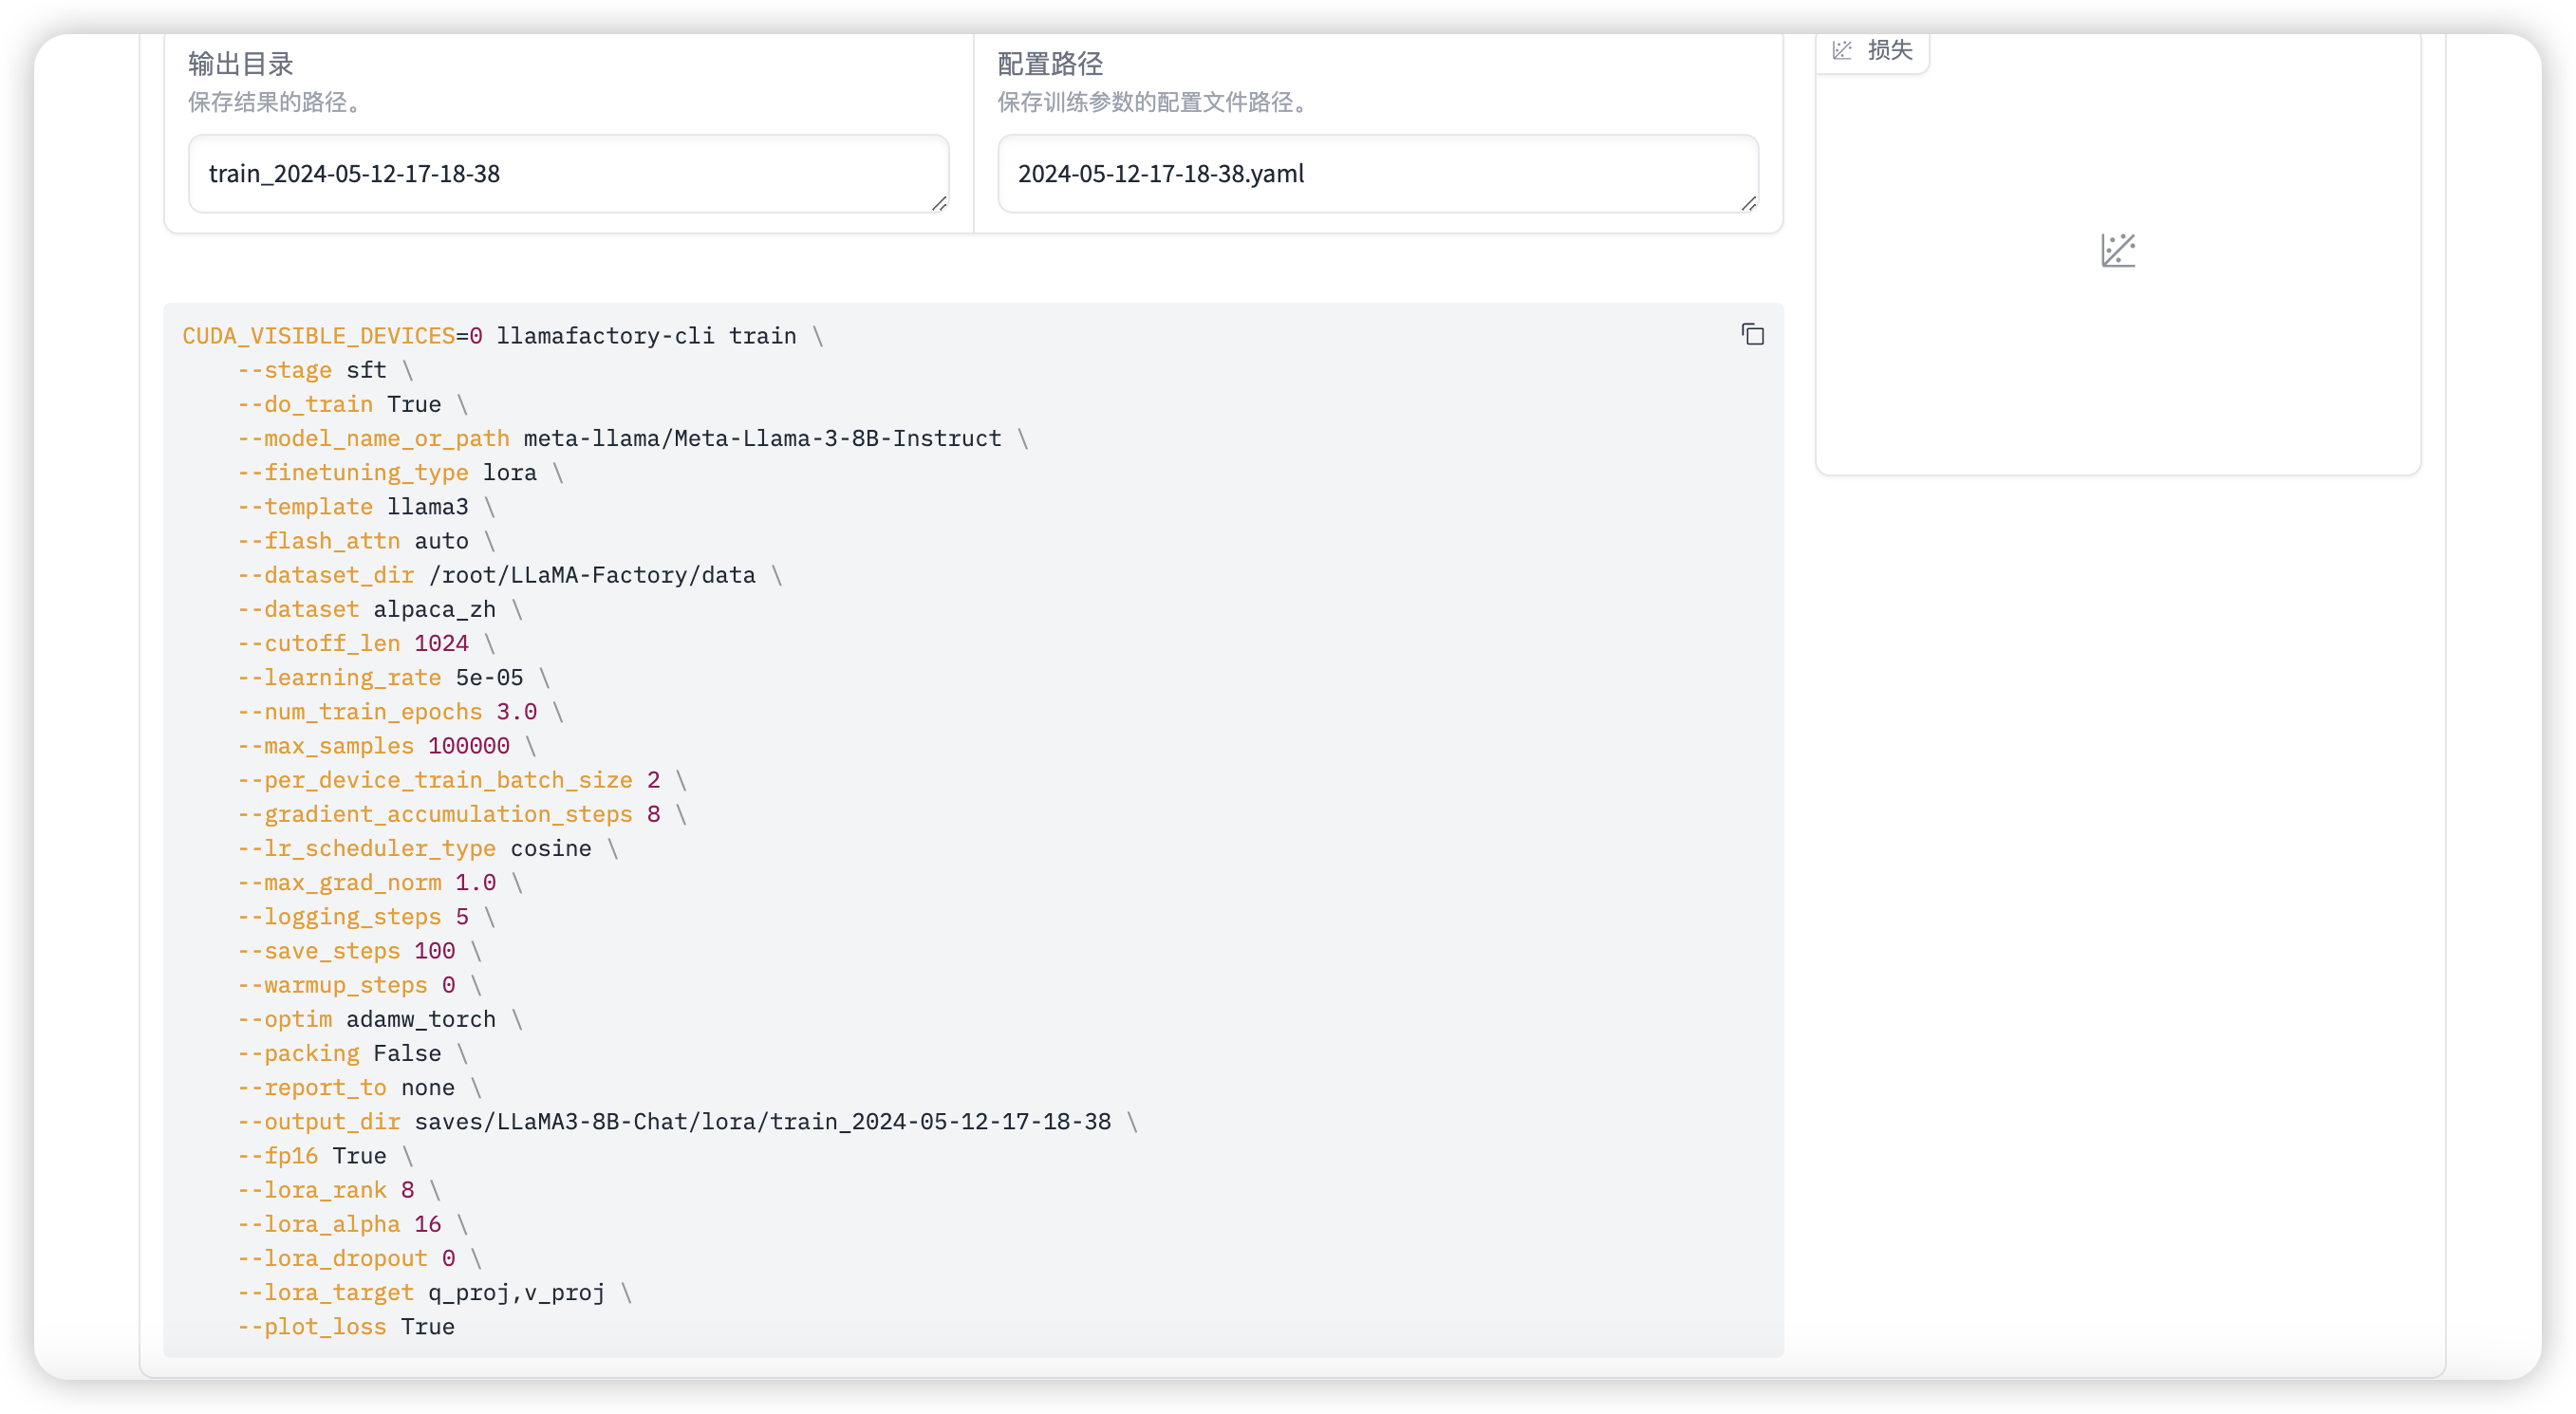 输出目录
保存结果的路径。
train_2024-05-12-17-18-38
配置路径
保存训练参数的配置文件路径。
2024-05-12-17-18-38.yaml
损失
CUDA_VISIBLE_DEVICES=0 llamafactory-cli train \
    --stage sft \
    --do_train True \
    --model_name_or_path meta-llama/Meta-Llama-3-8B-Instruct \
    --finetuning_type lora \
    --template llama3 \
    --flash_attn auto \
    --dataset_dir /root/LLaMA-Factory/data \
    --dataset alpaca_zh \
    --cutoff_len 1024 \
    --learning_rate 5e-05 \
    --num_train_epochs 3.0 \
    --max_samples 100000 \
    --per_device_train_batch_size 2 \
    --gradient_accumulation_steps 8 \
    --lr_scheduler_type cosine \
    --max_grad_norm 1.0 \
    --logging_steps 5 \
    --save_steps 100 \
    --warmup_steps 0 \
    --optim adamw_torch \
    --packing False \
    --report_to none \
    --output_dir saves/LLaMA3-8B-Chat/lora/train_2024-05-12-17-18-38 \
    --fp16 True \
    --lora_rank 8 \
    --lora_alpha 16 \
    --lora_dropout 0 \
    --lora_target q_proj,v_proj \
    --plot_loss True